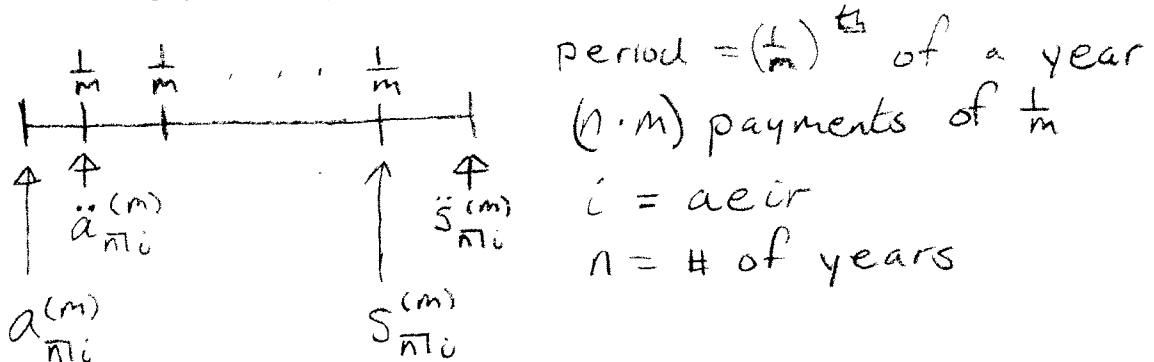 1/m 1/m . . . . 1/m
ä^(m)_n̅|i s̈^(m)_n̅|i
a^(m)_n̅|i s^(m)_n̅|i
period = (1/m)^th of a year
(n·m) payments of 1/m
i = aeir
n = # of years